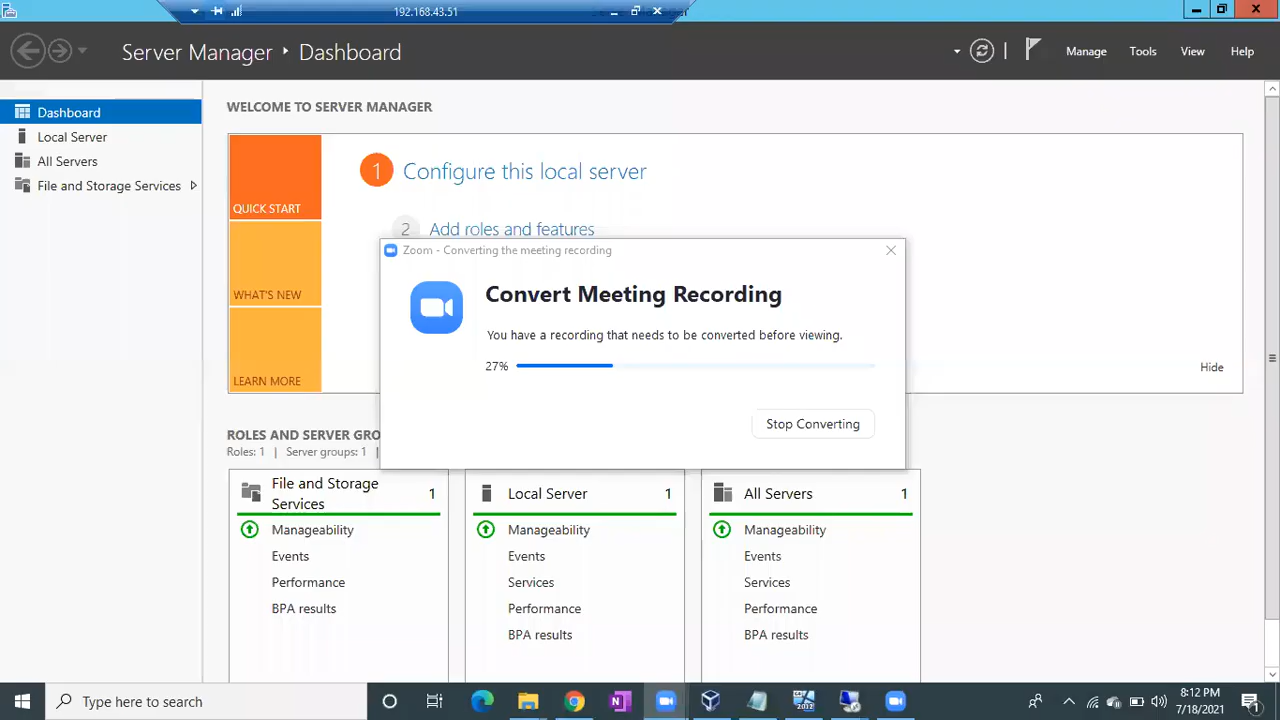 192.168.43.51
Server Manager ‣ Dashboard
Manage Tools View Help
Dashboard
Local Server
All Servers
File and Storage Services
WELCOME TO SERVER MANAGER
QUICK START
WHAT'S NEW
LEARN MORE
1 Configure this local server
2 Add roles and features
Hide
Zoom - Converting the meeting recording
Convert Meeting Recording
You have a recording that needs to be converted before viewing.
27%
Stop Converting
ROLES AND SERVER GRO
Roles: 1 | Server groups: 1 |
File and Storage Services 1
Manageability
Events
Performance
BPA results
Local Server 1
Manageability
Events
Services
Performance
BPA results
All Servers 1
Manageability
Events
Services
Performance
BPA results
Type here to search
8:12 PM
7/18/2021